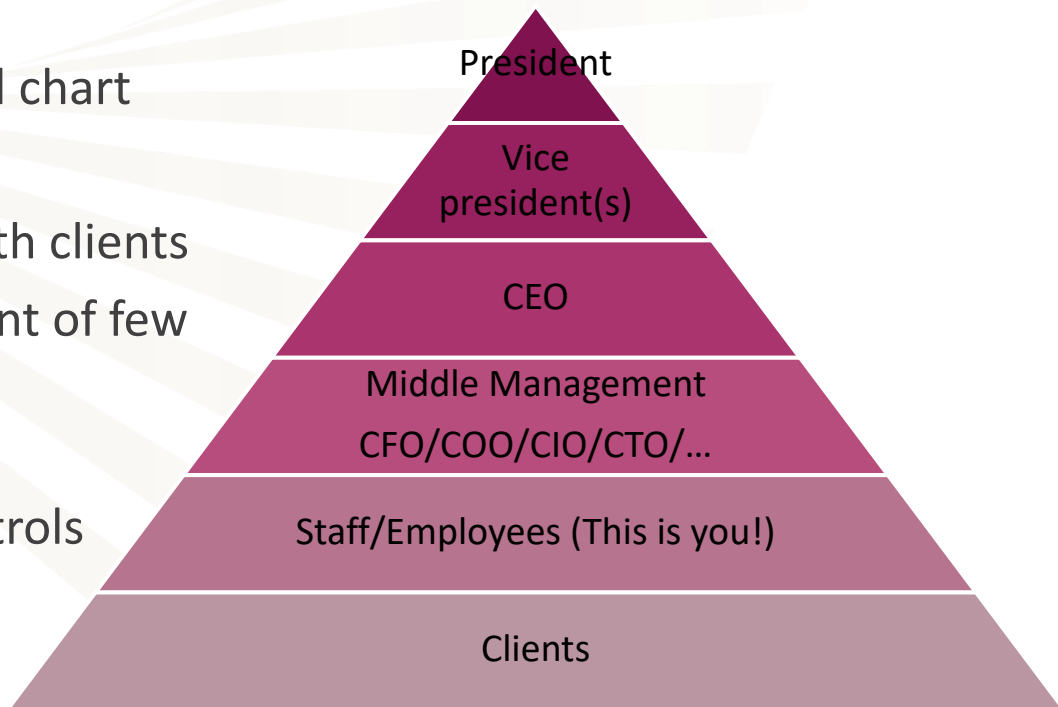 l chart
th clients
nt of few
trols
President
Vice
president(s)
CEO
Middle Management
CFO/COO/CIO/CTO/...
Staff/Employees (This is you!)
Clients